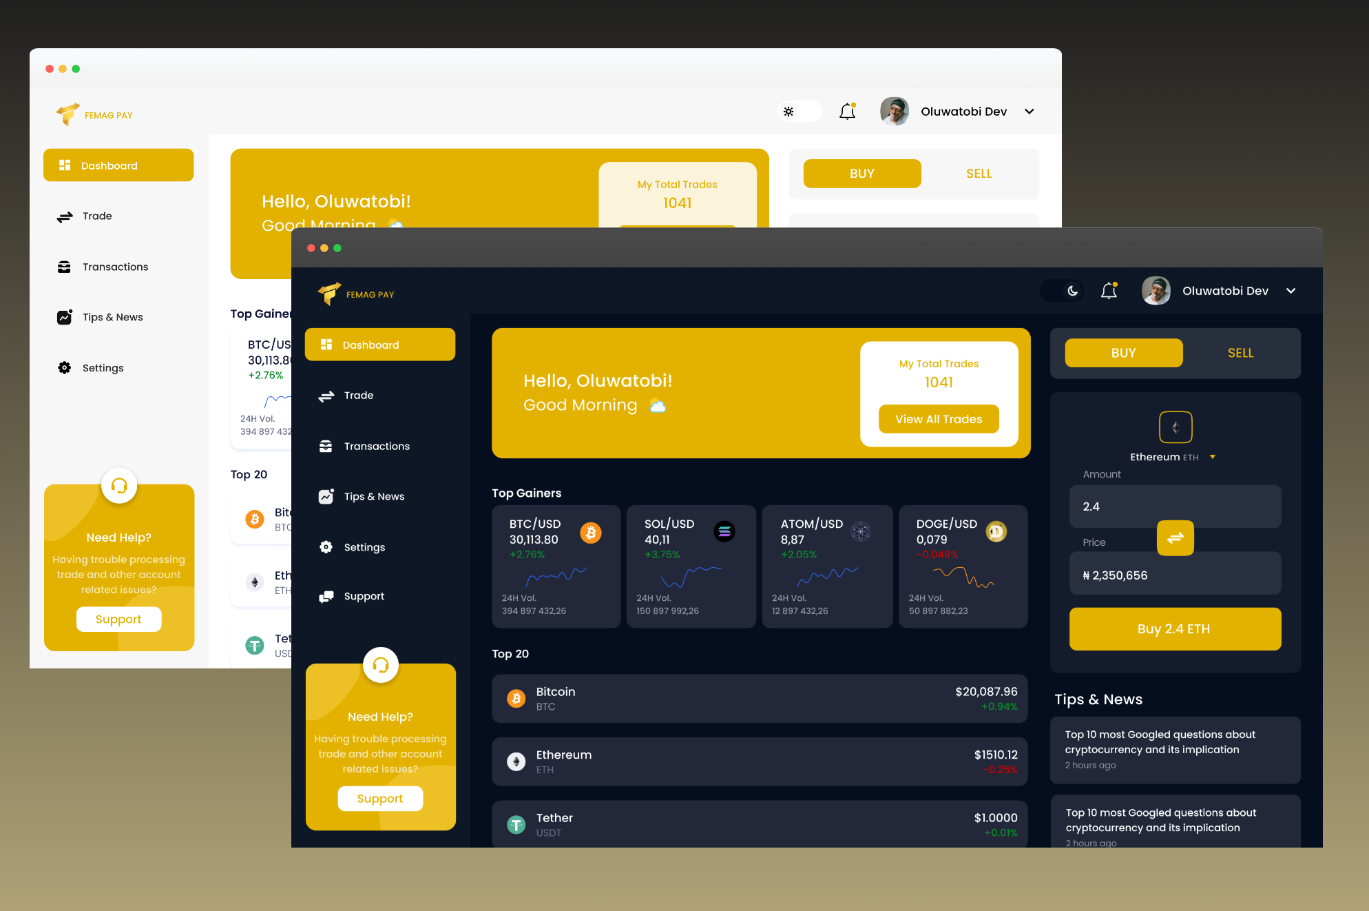 FEMAG PAY
Oluwatobi Dev
Dashboard
Trade
Transactions
Tips & News
Settings
Need Help?
Having trouble processing
trade and other account
related issues?
Support
Hello, Oluwatobi!
Good Morning
My Total Trades
1041
BUY
SELL
Top Gainers
BTC/USD
30,113.80
+2.76%
24H Vol.
394 897 432
Top 20
FEMAG PAY
Oluwatobi Dev
Dashboard
Trade
Transactions
Tips & News
Settings
Support
Need Help?
Having trouble processing
trade and other account
related issues?
Support
Hello, Oluwatobi!
Good Morning
My Total Trades
1041
View All Trades
Top Gainers
BTC/USD
30,113.80
+2.76%
24H Vol.
394 897 432,26
SOL/USD
40,11
+3.75%
24H Vol.
150 897 992,26
ATOM/USD
8,87
+2.05%
24H Vol.
12 897 432,26
DOGE/USD
0,079
-0.048%
24H Vol.
50 897 882,23
Top 20
Bitcoin
BTC
$20,087.96
+0.94%
Ethereum
ETH
$1510.12
-0.25%
Tether
USDT
$1.0000
+0.01%
BUY
SELL
Ethereum ETH
Amount
2.4
Price
₦ 2,350,656
Buy 2.4 ETH
Tips & News
Top 10 most Googled questions about
cryptocurrency and its implication
2 hours ago
Top 10 most Googled questions about
cryptocurrency and its implication
2 hours ago